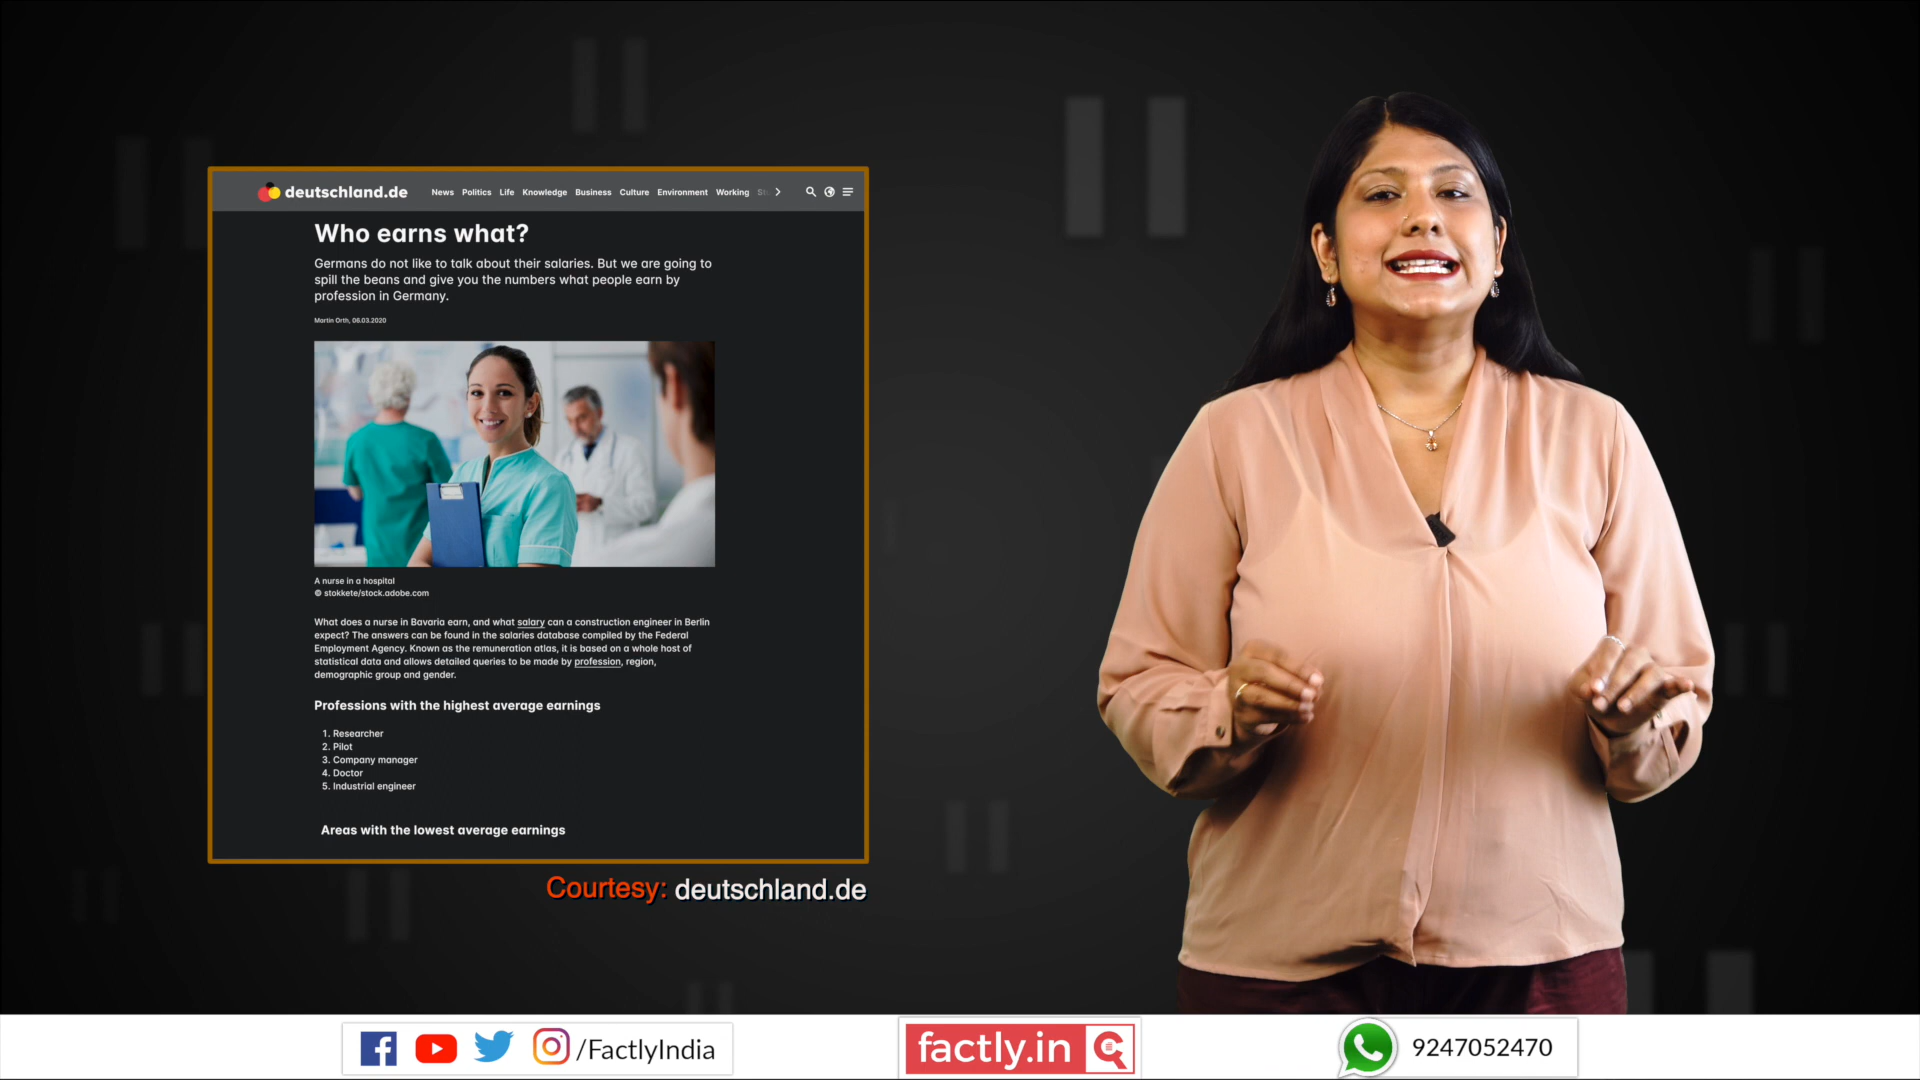 deutschland.de
News Politics Life Knowledge Business Culture Environment Working
Who earns what?
Germans do not like to talk about their salaries. But we are going to
spill the beans and give you the numbers what people earn by
profession in Germany.
Martin Orth, 06.03.2020
A nurse in a hospital
© stokkete/stock.adobe.com
What does a nurse in Bavaria earn, and what salary can a construction engineer in Berlin
expect? The answers can be found in the salaries database compiled by the Federal
Employment Agency. Known as the remuneration atlas, it is based on a whole host of
statistical data and allows detailed queries to be made by profession, region,
demographic group and gender.
Professions with the highest average earnings
1. Researcher
2. Pilot
3. Company manager
4. Doctor
5. Industrial engineer
Areas with the lowest average earnings
Courtesy: deutschland.de
/FactlyIndia
factly.in
9247052470